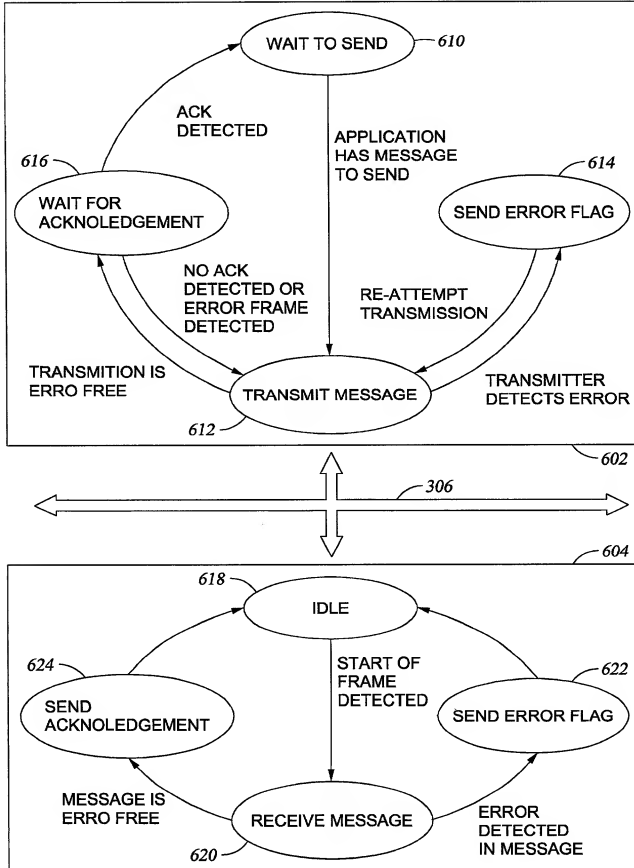 WAIT TO SEND
610
ACK
DETECTED
APPLICATION
HAS MESSAGE
TO SEND
616
614
WAIT FOR
ACKNOLEDGEMENT
SEND ERROR FLAG
NO ACK
DETECTED OR
ERROR FRAME
DETECTED
RE-ATTEMPT
TRANSMISSION
TRANSMITION IS
ERRO FREE
TRANSMIT MESSAGE
TRANSMITTER
DETECTS ERROR
612
602
306
604
618
IDLE
624
START OF
FRAME
DETECTED
622
SEND
ACKNOLEDGEMENT
SEND ERROR FLAG
MESSAGE IS
ERRO FREE
RECEIVE MESSAGE
ERROR
DETECTED
IN MESSAGE
620